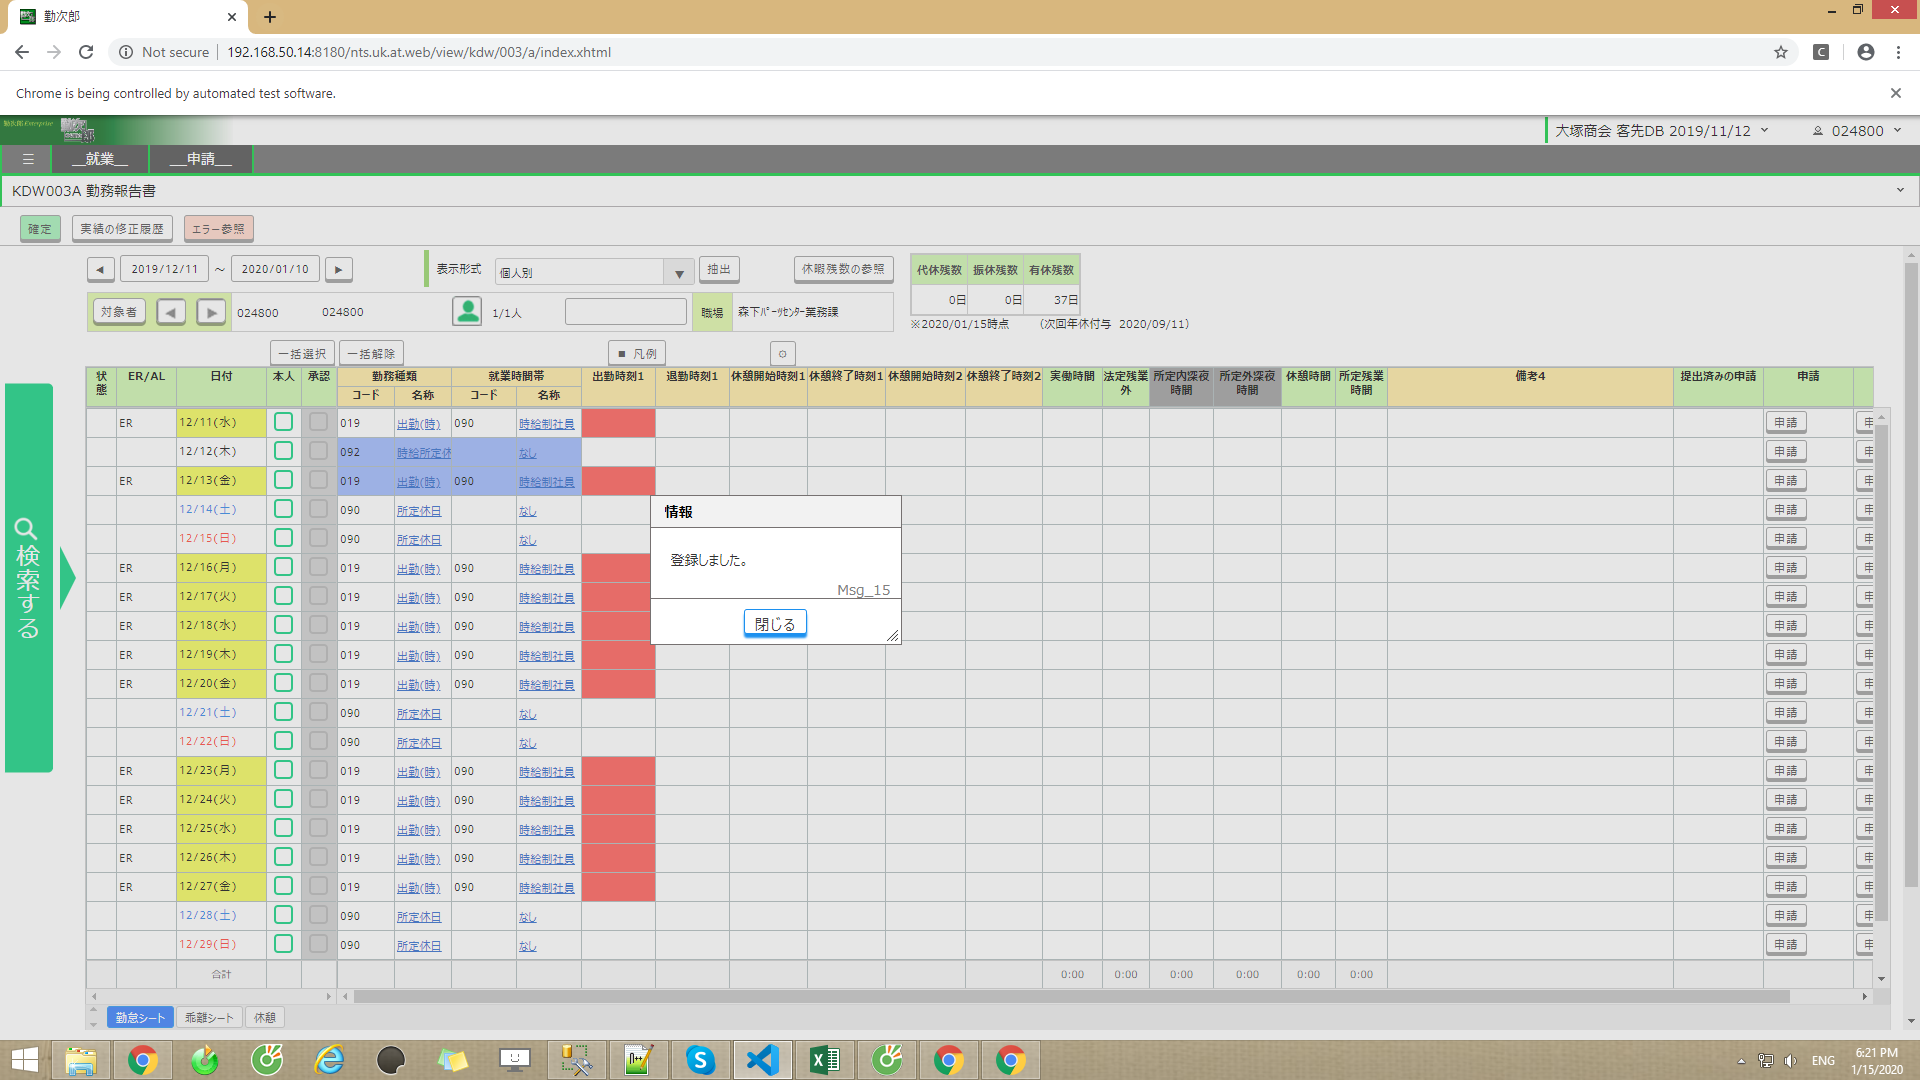 勤次郎
Not secure
192.168.50.14:8180/nts.uk.at.web/view/kdw/003/a/index.xhtml
Chrome is being controlled by automated test software.
勤次郎 Enterprise
大塚商会 客先DB 2019/11/12
024800
__就業__ __申請__
KDW003A 勤務報告書
確定 実績の修正履歴 エラー参照
2019/12/11 ～ 2020/01/10
表示形式 個人別 抽出 休暇残数の参照
代休残数 振休残数 有休残数
0日 0日 37日
※2020/01/15時点 （次回年休付与 2020/09/11）
対象者 024800 024800 1/1人 職場 森下ﾊﾟｰｾﾝﾀｰ業務課
一括選択 一括解除 ■ 凡例
検索する
状態 ER/AL 日付 本人 承認 勤務種類 就業時間帯 出勤時刻1 退勤時刻1 休憩開始時刻1 休憩終了時刻1 休憩開始時刻2 休憩終了時刻2 実働時間 法定残業外 所定内深夜時間 所定外深夜時間 休憩時間 所定残業時間 備考4 提出済みの申請 申請
コード 名称 コード 名称
ER 12/11(水) 019 出勤(時) 090 時給制社員 申請 申
12/12(木) 092 時給所定休 なし 申請 申
ER 12/13(金) 019 出勤(時) 090 時給制社員 申請 申
12/14(土) 090 所定休日 なし 申請 申
12/15(日) 090 所定休日 なし 申請 申
ER 12/16(月) 019 出勤(時) 090 時給制社員 申請 申
ER 12/17(火) 019 出勤(時) 090 時給制社員 申請 申
ER 12/18(水) 019 出勤(時) 090 時給制社員 申請 申
ER 12/19(木) 019 出勤(時) 090 時給制社員 申請 申
ER 12/20(金) 019 出勤(時) 090 時給制社員 申請 申
12/21(土) 090 所定休日 なし 申請 申
12/22(日) 090 所定休日 なし 申請 申
ER 12/23(月) 019 出勤(時) 090 時給制社員 申請 申
ER 12/24(火) 019 出勤(時) 090 時給制社員 申請 申
ER 12/25(水) 019 出勤(時) 090 時給制社員 申請 申
ER 12/26(木) 019 出勤(時) 090 時給制社員 申請 申
ER 12/27(金) 019 出勤(時) 090 時給制社員 申請 申
12/28(土) 090 所定休日 なし 申請 申
12/29(日) 090 所定休日 なし 申請 申
合計 0:00 0:00 0:00 0:00 0:00 0:00
情報
登録しました。
Msg_15
閉じる
勤怠シート 乖離シート 休憩
ENG
6:21 PM
1/15/2020